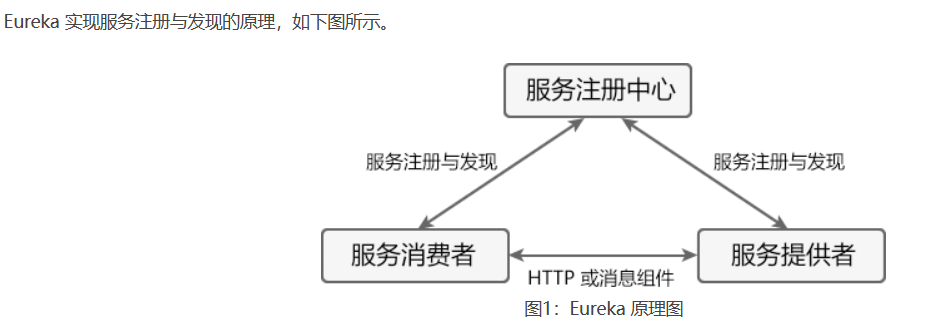 Eureka 实现服务注册与发现的原理，如下图所示。
服务注册中心
服务注册与发现
服务注册与发现
服务消费者
服务提供者
HTTP 或消息组件
图1：Eureka 原理图